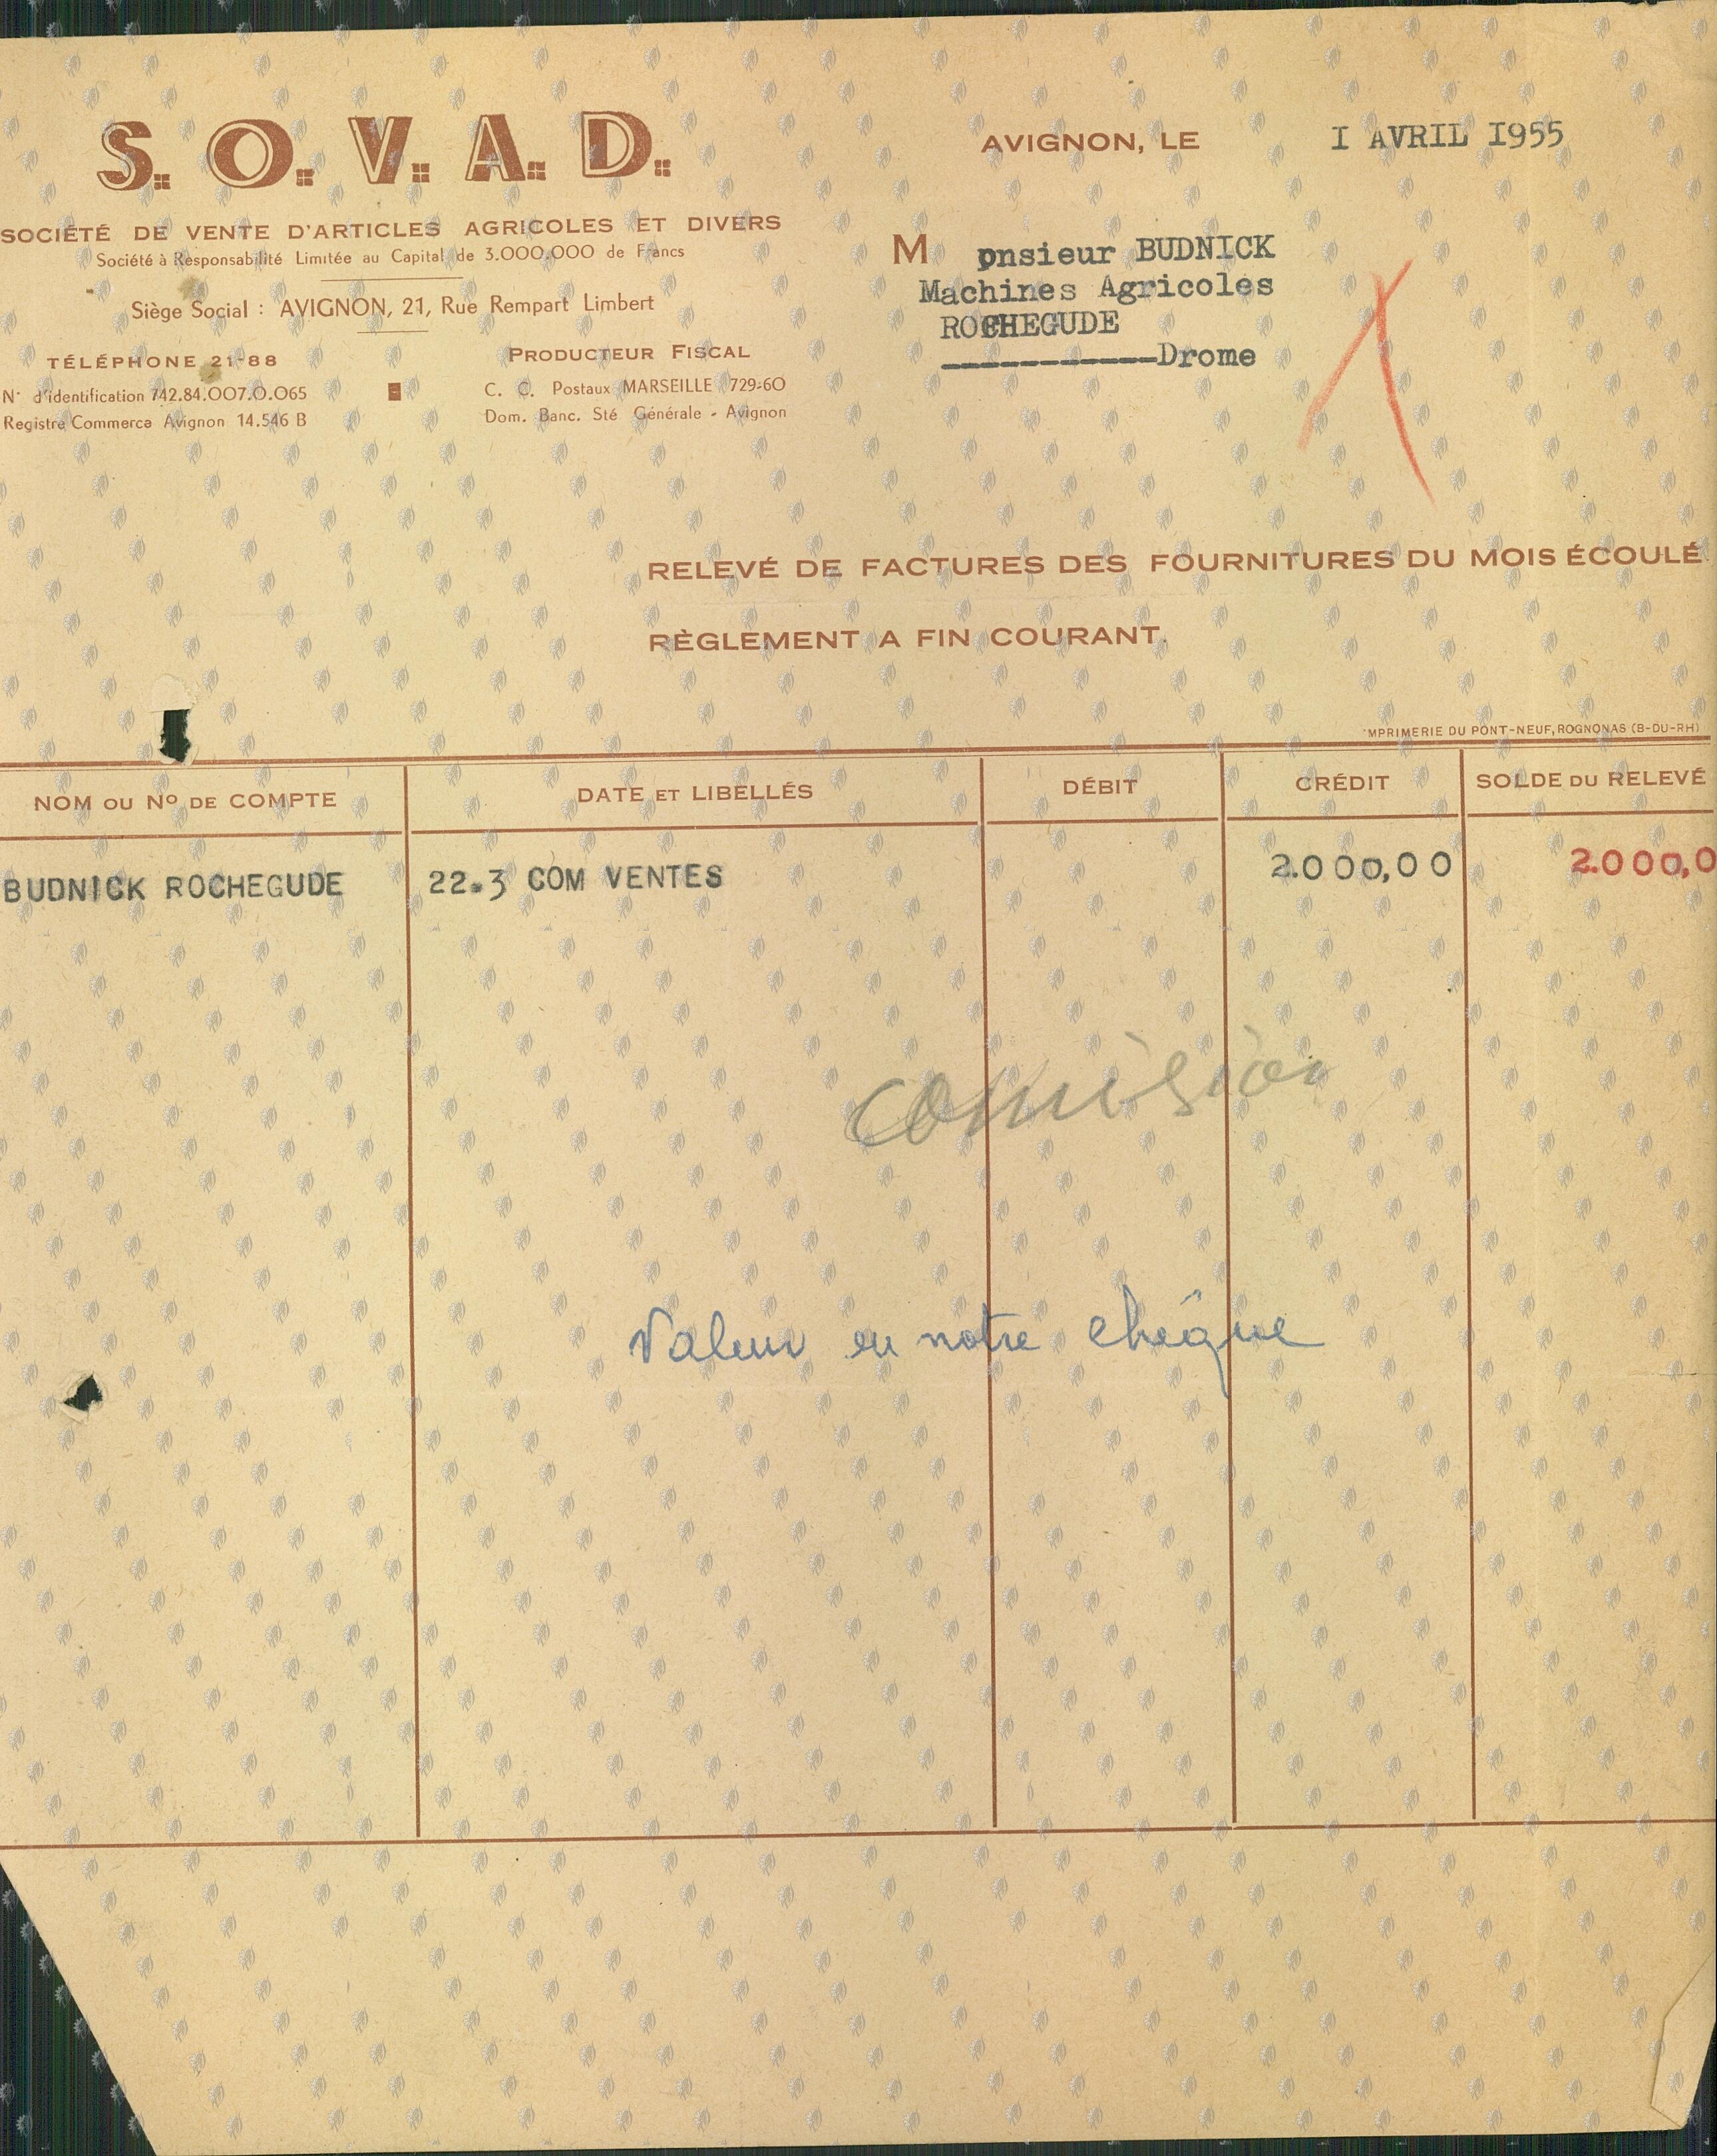 S. O. V. A. D.
SOCIÉTÉ DE VENTE D'ARTICLES AGRICOLES ET DIVERS
Société à Responsabilité Limitée au Capital de 3.000.000 de Francs
Siège Social : AVIGNON, 21, Rue Rempart Limbert
TÉLÉPHONE 21-88
N° d'identification 742.84.007.0.065
Registre Commerce Avignon 14.546 B
PRODUCTEUR FISCAL
C. C. Postaux MARSEILLE 729-60
Dom. Banc. Sté Générale - Avignon
AVIGNON, LE 1 AVRIL 1955
M onsieur BUDNICK
Machines Agricoles
ROCHEGUDE
------------Drome
RELEVÉ DE FACTURES DES FOURNITURES DU MOIS ÉCOULÉ
RÈGLEMENT A FIN COURANT.
IMPRIMERIE DU PONT-NEUF, ROGNONAS (B-DU-RH)
NOM OU N° DE COMPTE DATE ET LIBELLÉS DÉBIT CRÉDIT SOLDE DU RELEVÉ
BUDNICK ROCHEGUDE 22.3 COM VENTES 2.000,00 2.000,0
comision
Valeur en notre chèque